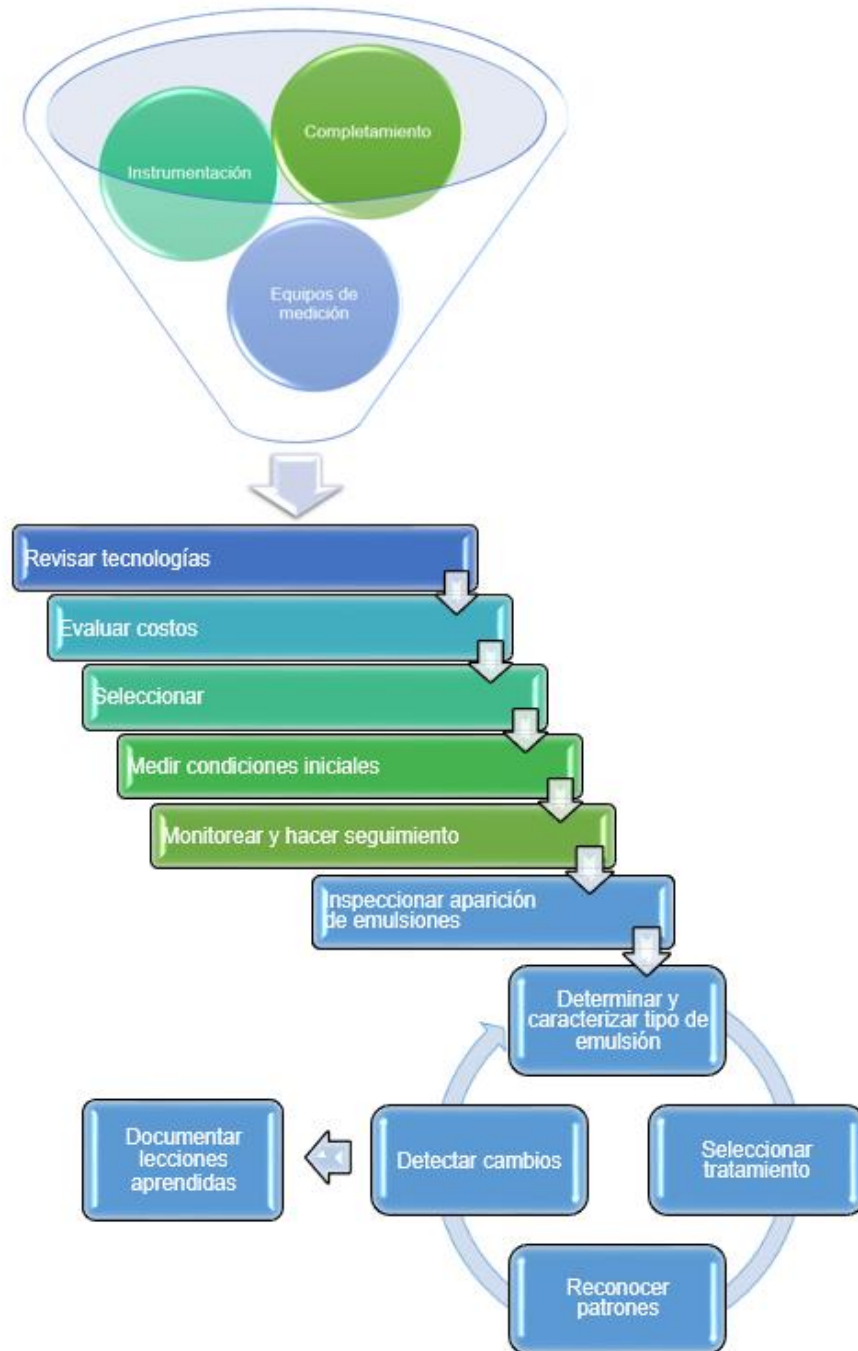 Completamiento
Instrumentación
Equipos de
medición
Revisar tecnologías
Evaluar costos
Seleccionar
Medir condiciones iniciales
Monitorear y hacer seguimiento
Inspeccionar aparición
de emulsiones
Determinar y
caracterizar tipo de
emulsión
Seleccionar
tratamiento
Reconocer
patrones
Detectar cambios
Documentar
lecciones
aprendidas